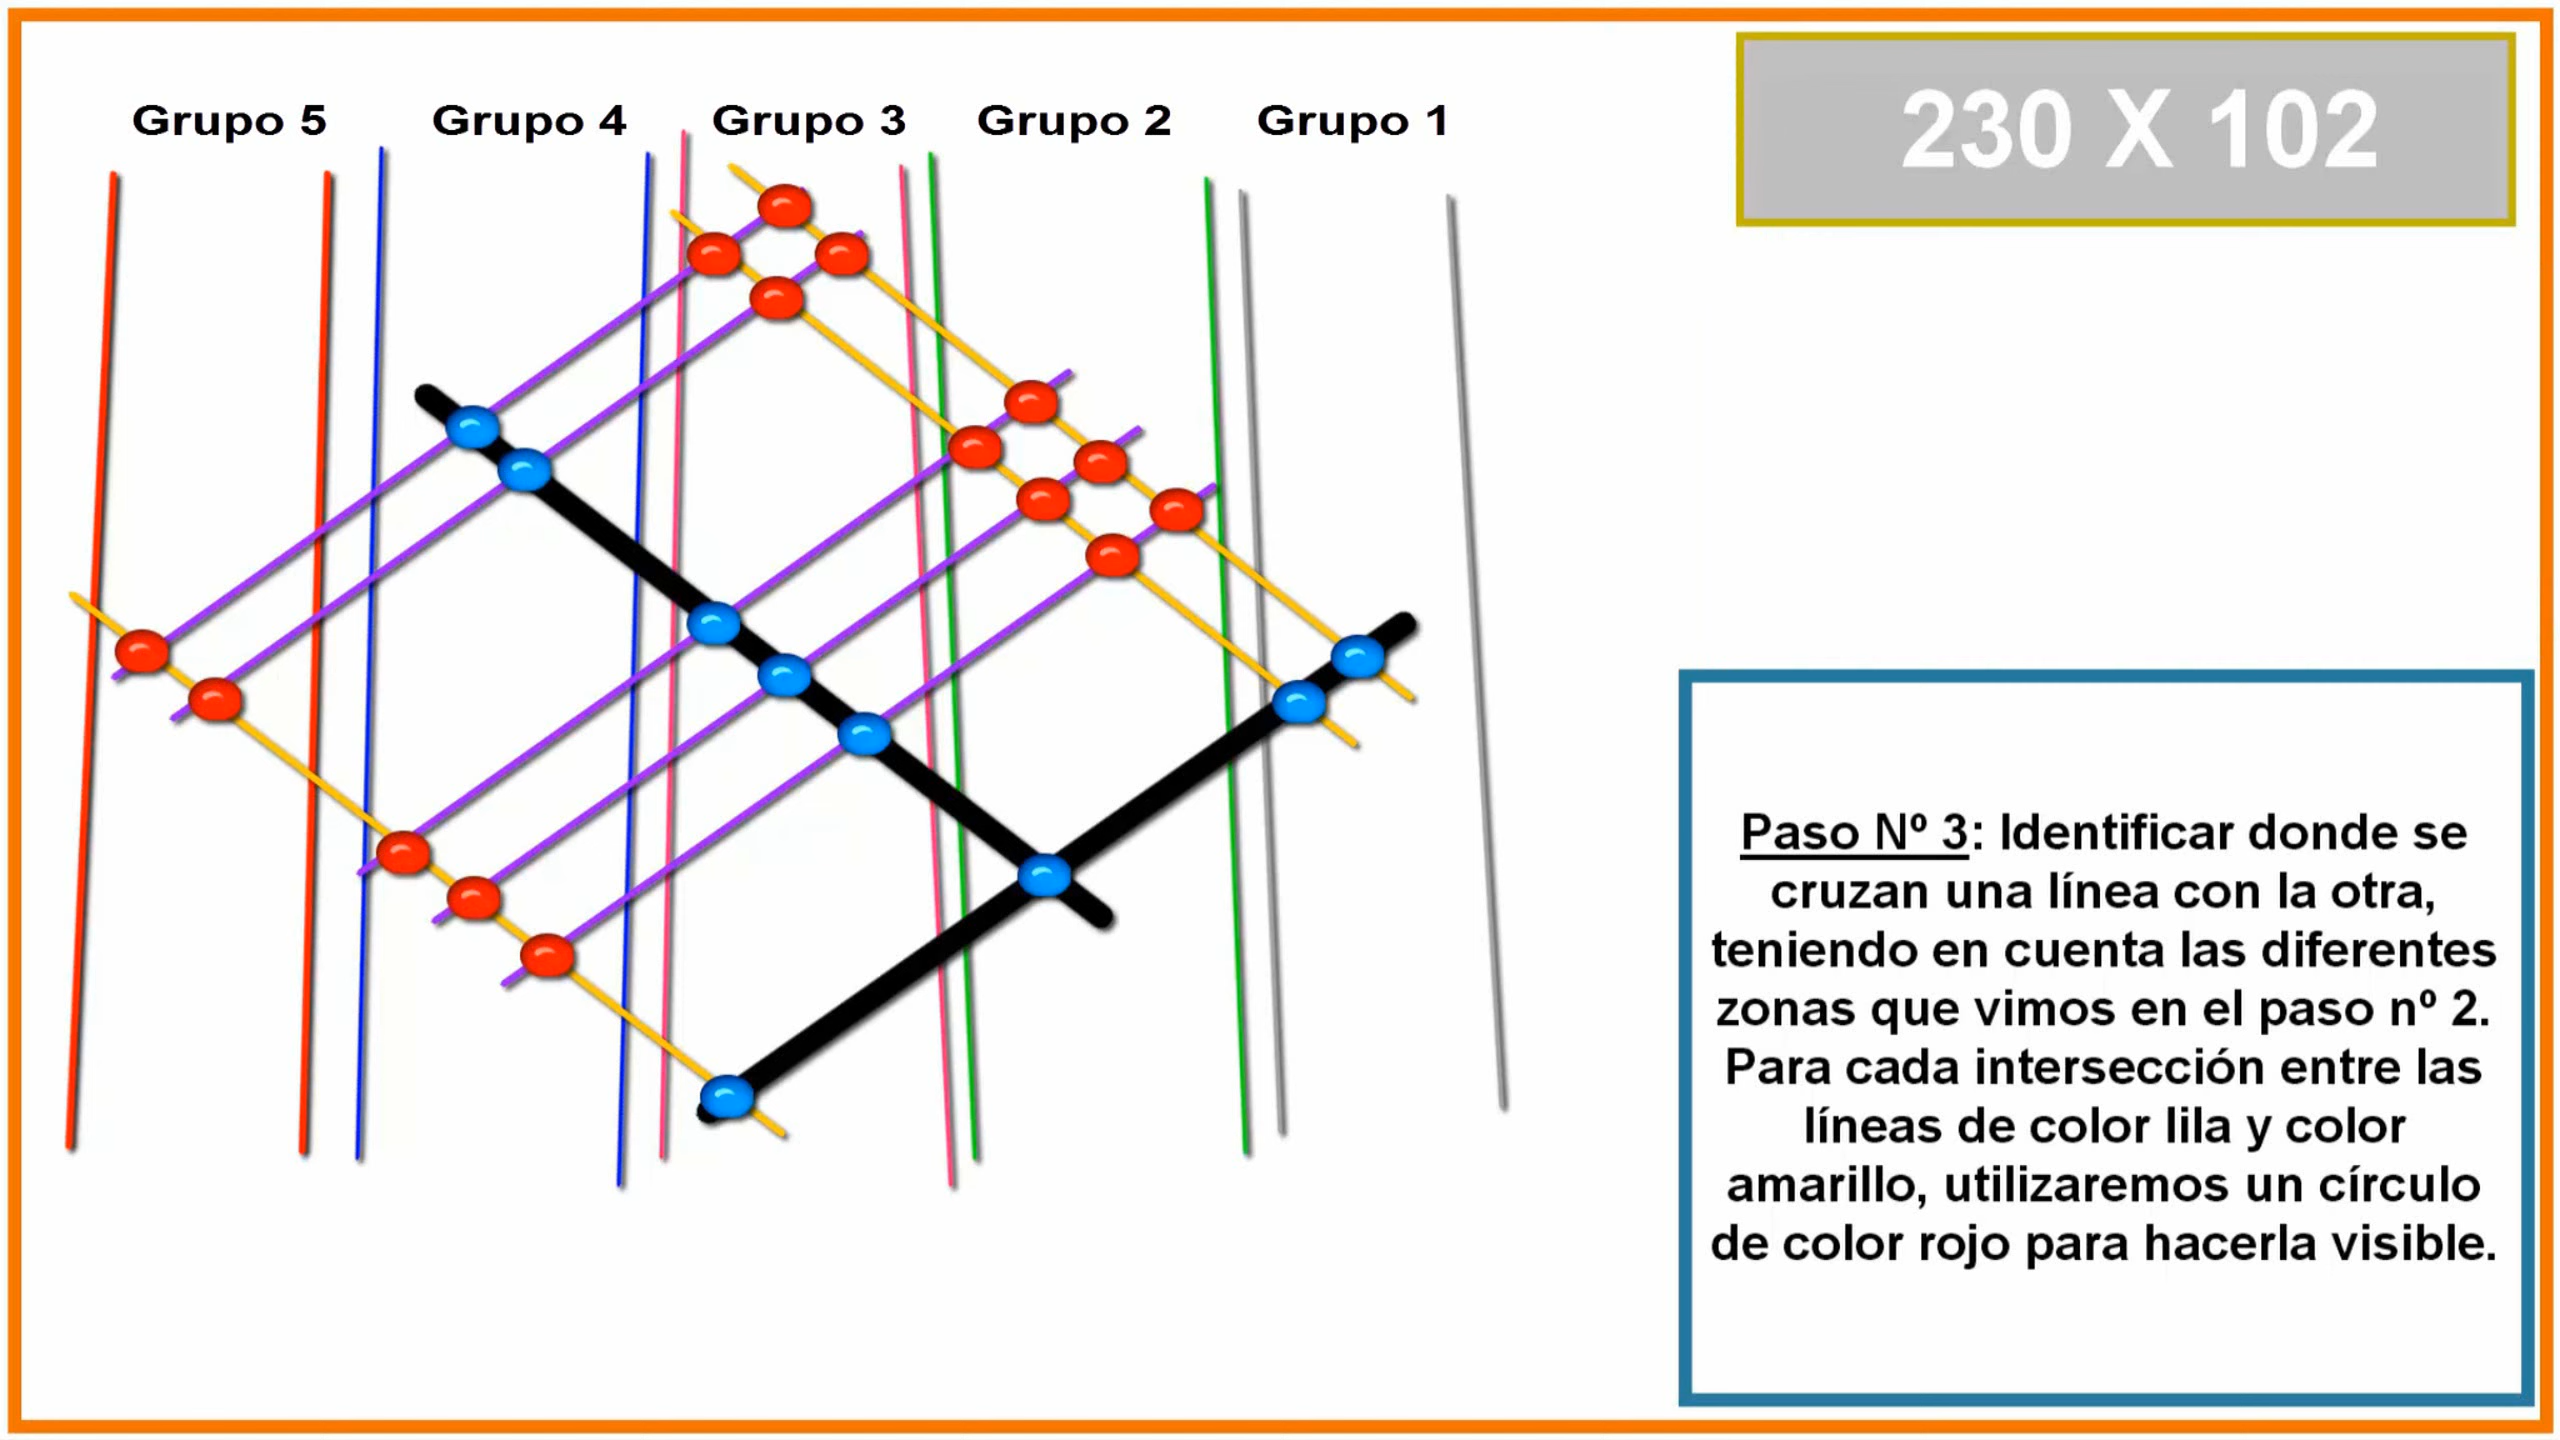 Grupo 5 Grupo 4 Grupo 3 Grupo 2 Grupo 1
230 X 102
Paso Nº 3: Identificar donde se
cruzan una línea con la otra,
teniendo en cuenta las diferentes
zonas que vimos en el paso nº 2.
Para cada intersección entre las
líneas de color lila y color
amarillo, utilizaremos un círculo
de color rojo para hacerla visible.